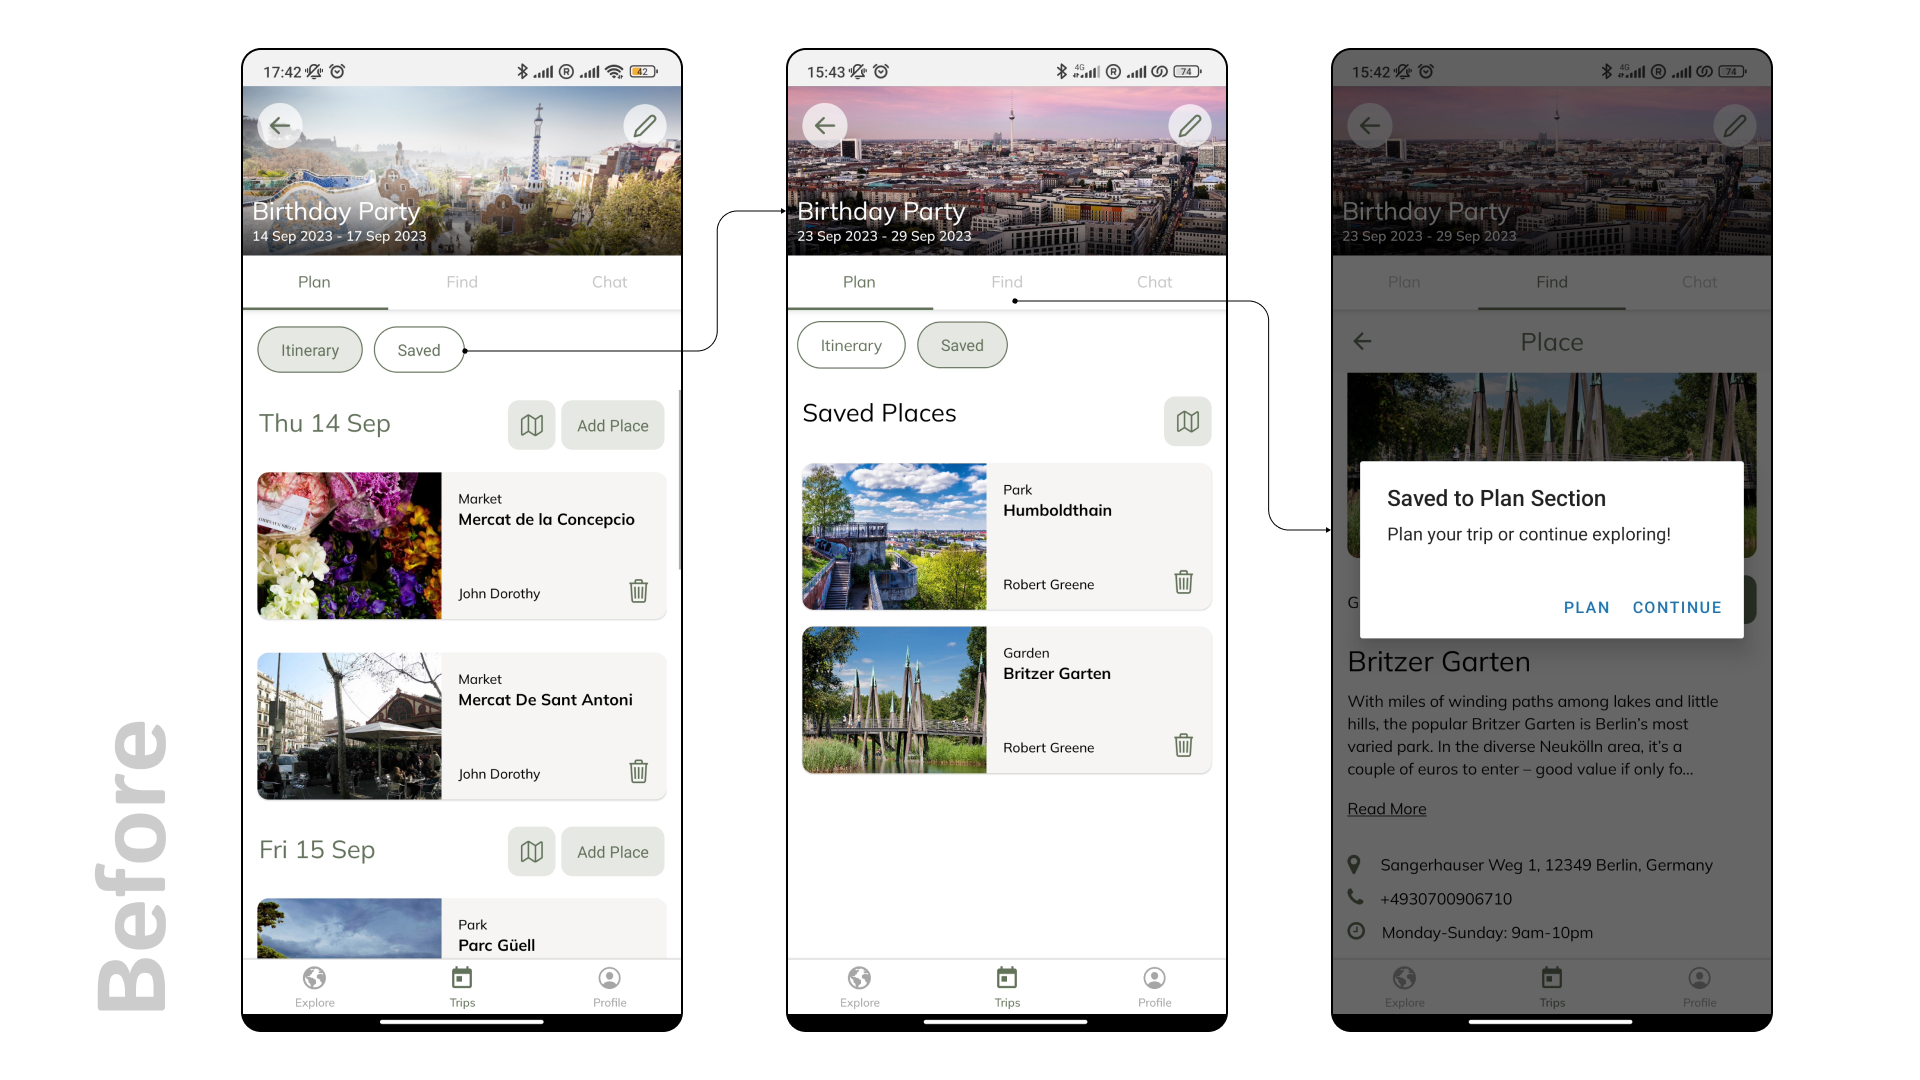 Before
17:42
42
Birthday Party
14 Sep 2023 - 17 Sep 2023
Plan Find Chat
Itinerary Saved
Thu 14 Sep
Add Place
Market
Mercat de la Concepcio
John Dorothy
Market
Mercat De Sant Antoni
John Dorothy
Fri 15 Sep
Add Place
Park
Parc Güell
Explore Trips Profile
15:43
4G R 74
Birthday Party
23 Sep 2023 - 29 Sep 2023
Plan Find Chat
Itinerary Saved
Saved Places
Park
Humboldthain
Robert Greene
Garden
Britzer Garten
Robert Greene
Explore Trips Profile
15:42
4G R 74
Birthday Party
23 Sep 2023 - 29 Sep 2023
Plan Find Chat
Place
Saved to Plan Section
Plan your trip or continue exploring!
PLAN CONTINUE
G
Britzer Garten
With miles of winding paths among lakes and little
hills, the popular Britzer Garten is Berlin's most
varied park. In the diverse Neukölln area, it's a
couple of euros to enter – good value if only fo...
Read More
Sangerhauser Weg 1, 12349 Berlin, Germany
+4930700906710
Monday-Sunday: 9am-10pm
Explore Trips Profile